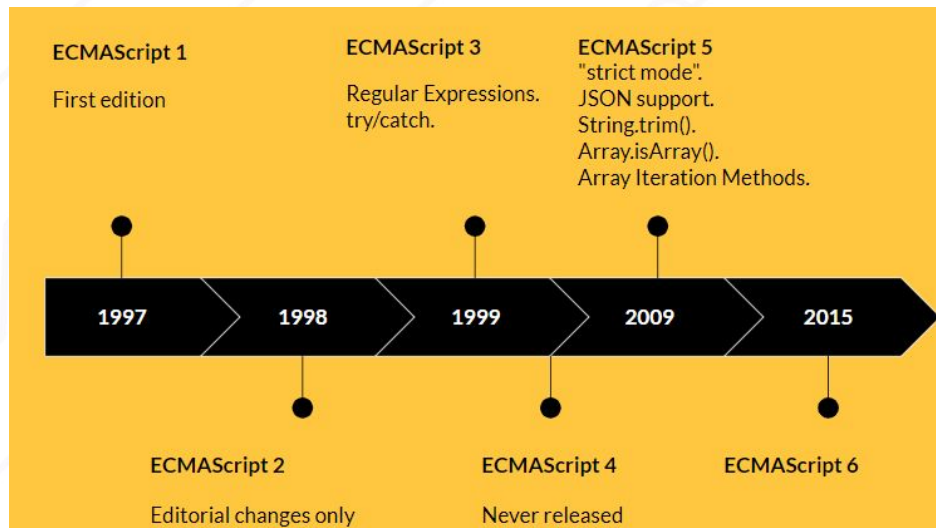 ECMAScript 1
First edition
ECMAScript 3
Regular Expressions.
try/catch.
ECMAScript 5
"strict mode".
JSON support.
String.trim().
Array.isArray().
Array Iteration Methods.
1997
1998
1999
2009
2015
ECMAScript 2
Editorial changes only
ECMAScript 4
Never released
ECMAScript 6